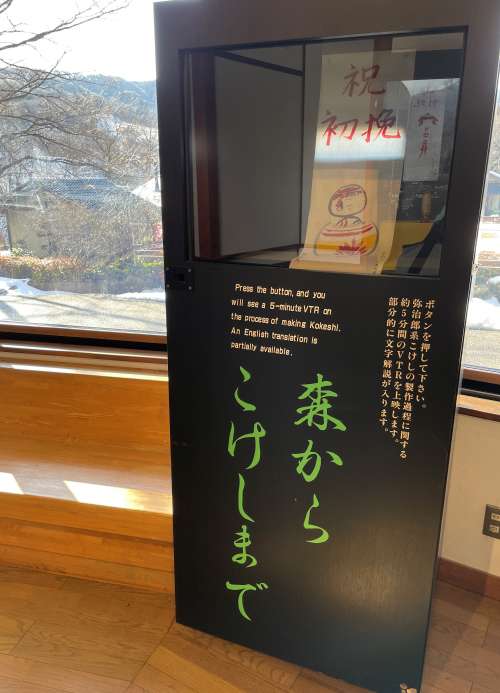 祝
初挽
Press the button, and you
will see a 5-minute VTR on
the process of making Kokeshi.
An English translation is
partially available.
ボタンを押して下さい。
弥治郎系こけしの製作過程に関する
約5分間のVTRを上映します。
部分的に文字解説が入ります。
森から
こけしまで